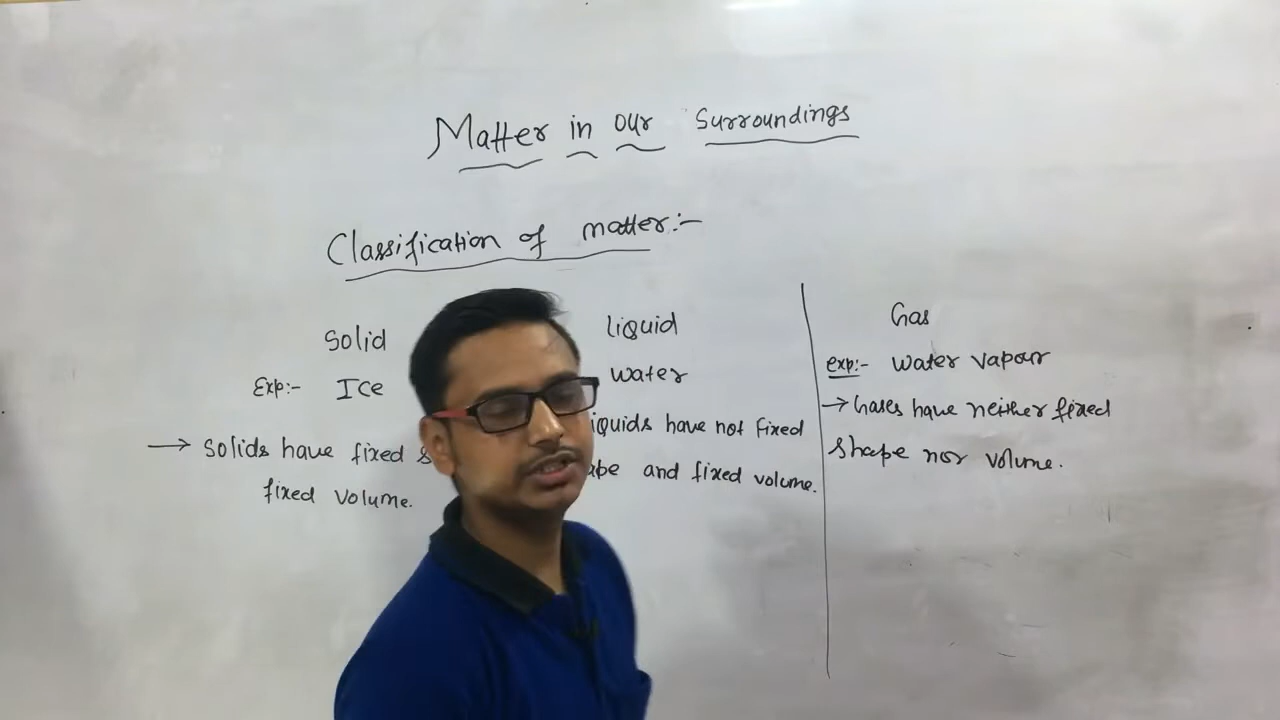 Matter in our Surroundings
Classification of matter:-
Solid
Exp:- Ice
→ Solids have fixed
fixed volume.
liquid
water
have not fixed
and fixed volume.
Gas
exp:- water vapour
→ Gases have neither fixed
shape nor volume.